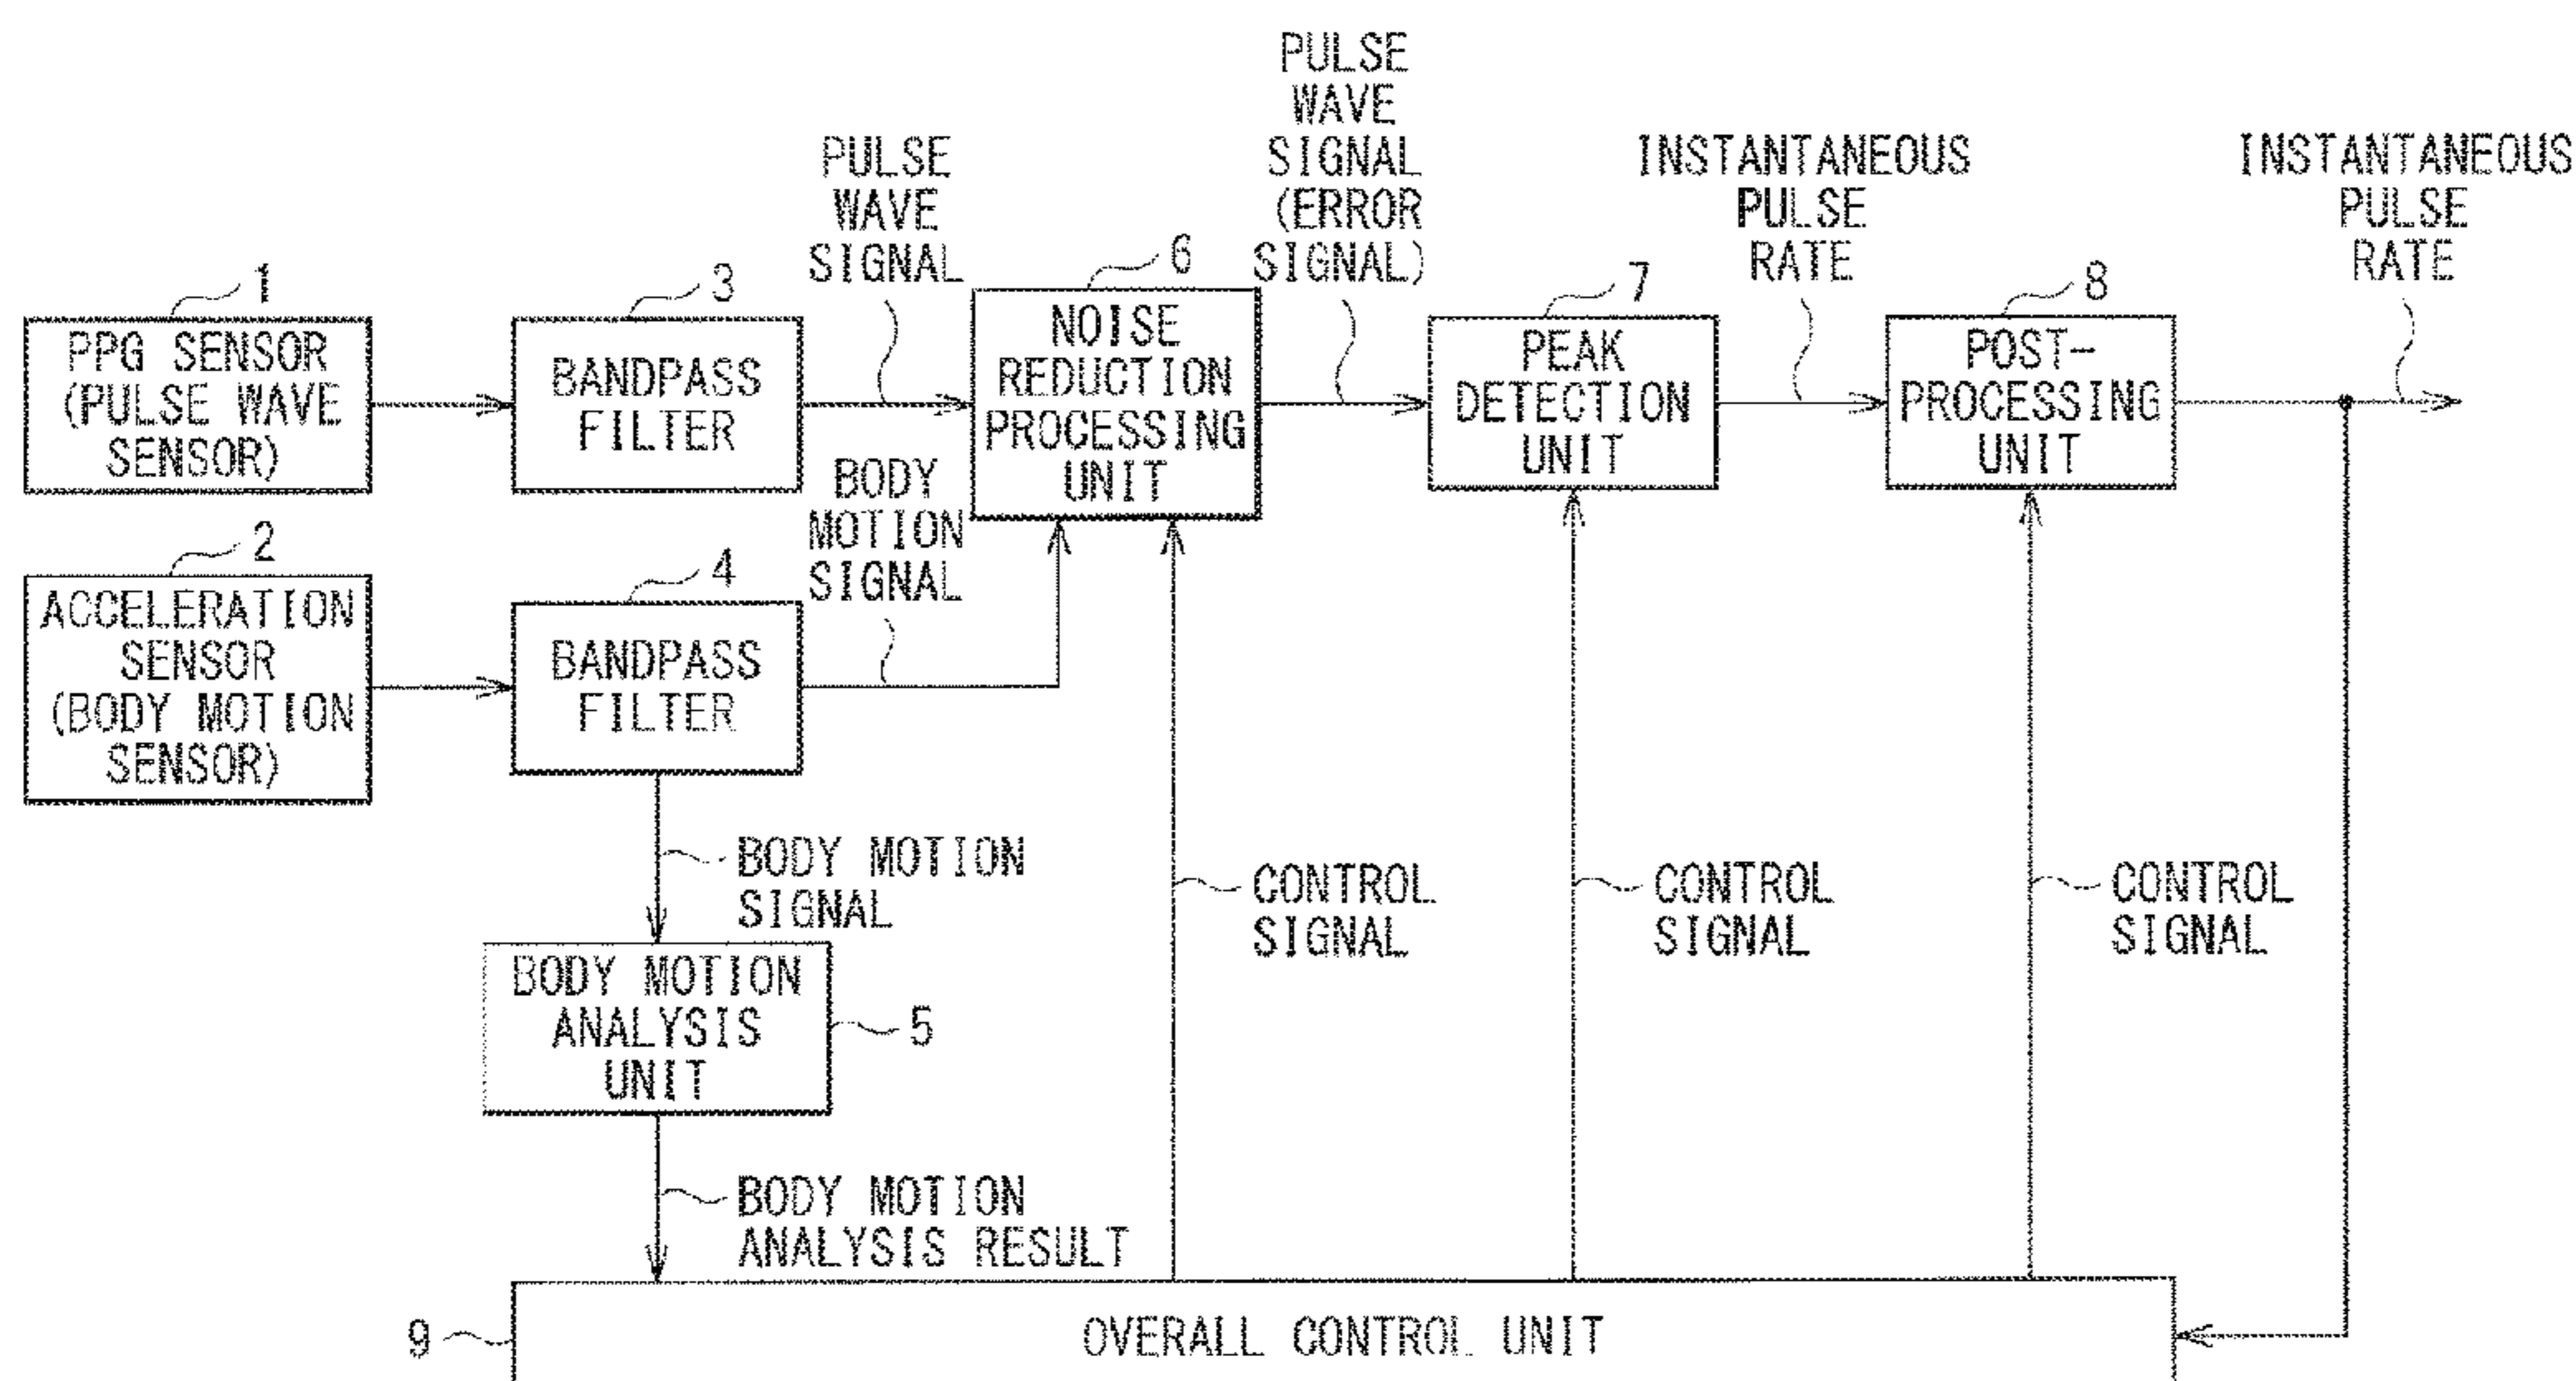 PULSE
WAVE
SIGNAL
(ERROR
SIGNAL)
PULSE
WAVE
SIGNAL
INSTANTANEOUS
PULSE
RATE
INSTANTANEOUS
PULSE
RATE
1
PPG SENSOR
(PULSE WAVE
SENSOR)
3
BANDPASS
FILTER
6
NOISE
REDUCTION
PROCESSING
UNIT
7
PEAK
DETECTION
UNIT
8
POST-
PROCESSING
UNIT
2
ACCELERATION
SENSOR
(BODY MOTION
SENSOR)
4
BANDPASS
FILTER
BODY
MOTION
SIGNAL
BODY MOTION
SIGNAL
CONTROL
SIGNAL
CONTROL
SIGNAL
CONTROL
SIGNAL
BODY MOTION
ANALYSIS
UNIT
5
BODY MOTION
ANALYSIS RESULT
9
OVERALL CONTROL UNIT